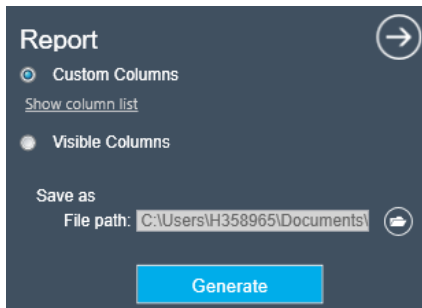 Report
Custom Columns
Show column list
Visible Columns
Save as
File path: C:\Users\H358965\Documents\
Generate